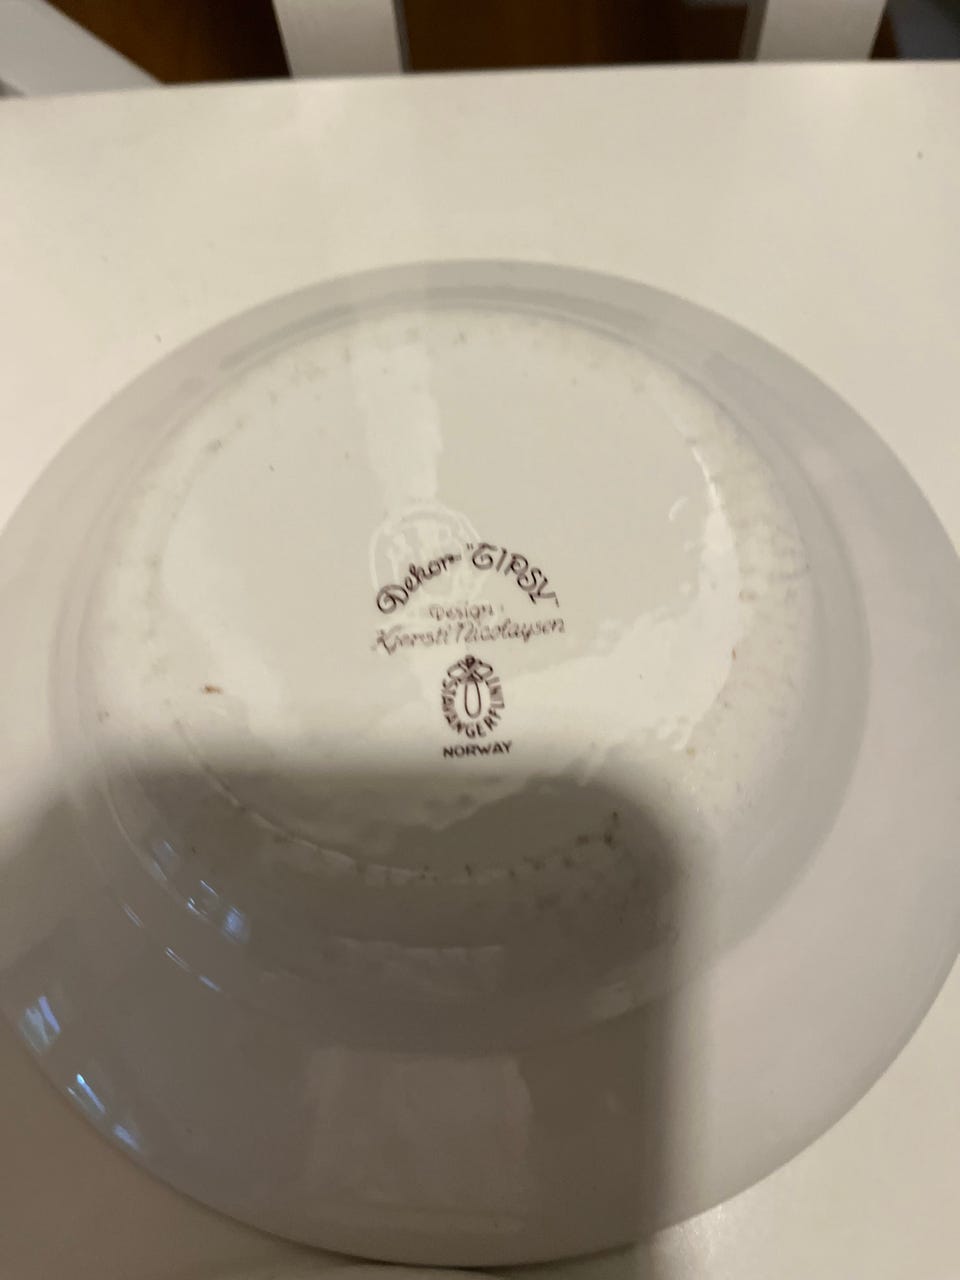 Dekor "GIPSY"
Design:
Kjersti Nicolaysen
STAVANGERFLINT
NORWAY